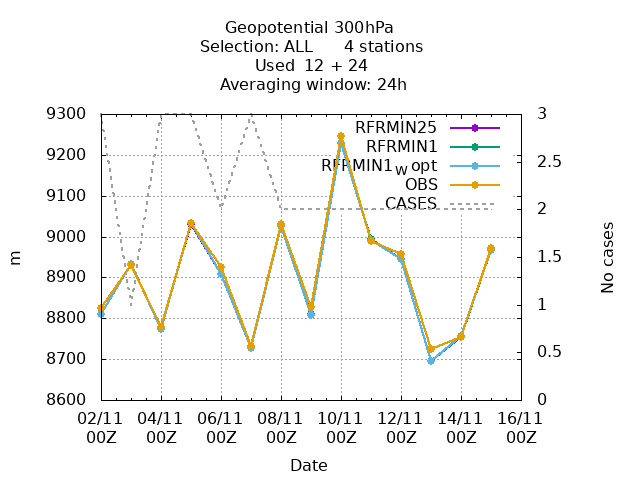 Geopotential 300hPa
Selection: ALL      4 stations
Used  12 + 24
Averaging window: 24h
9300
9200
9100
9000
8900
8800
8700
8600
m
3
2.5
2
1.5
1
0.5
0
No cases
RFRMIN25
RFRMIN1
RFRMIN1w opt
OBS
CASES
02/11 04/11 06/11 08/11 10/11 12/11 14/11 16/11
00Z 00Z 00Z 00Z 00Z 00Z 00Z 00Z
Date